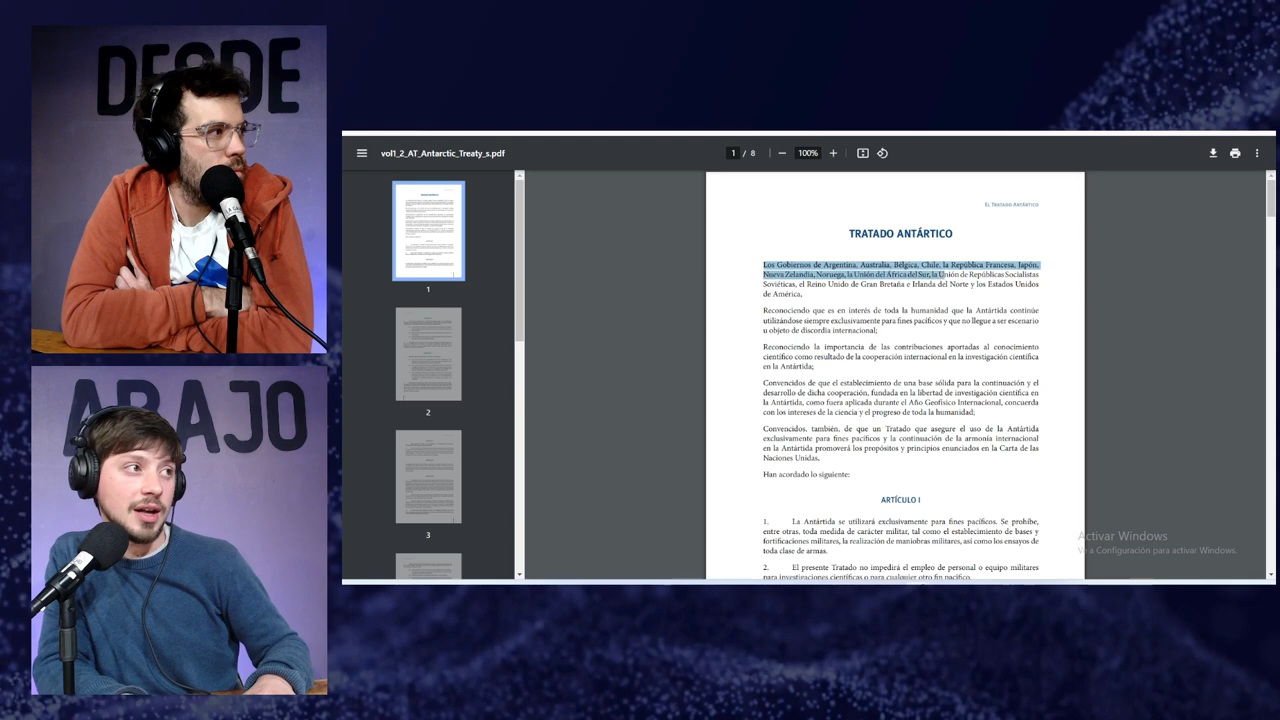 DESDE
ABAJO
vol1_2_AT_Antarctic_Treaty_s.pdf
1 / 8
100%
1
2
3
EL TRATADO ANTÁRTICO
TRATADO ANTÁRTICO
Los Gobiernos de Argentina, Australia, Bélgica, Chile, la República Francesa, Japón,
Nueva Zelandia, Noruega, la Unión del África del Sur, la Unión de Repúblicas Socialistas
Soviéticas, el Reino Unido de Gran Bretaña e Irlanda del Norte y los Estados Unidos
de América,
Reconociendo que es en interés de toda la humanidad que la Antártida continúe
utilizándose siempre exclusivamente para fines pacíficos y que no llegue a ser escenario
u objeto de discordia internacional;
Reconociendo la importancia de las contribuciones aportadas al conocimiento
científico como resultado de la cooperación internacional en la investigación científica
en la Antártida;
Convencidos de que el establecimiento de una base sólida para la continuación y el
desarrollo de dicha cooperación, fundada en la libertad de investigación científica en
la Antártida, como fuera aplicada durante el Año Geofísico Internacional, concuerda
con los intereses de la ciencia y el progreso de toda la humanidad;
Convencidos, también, de que un Tratado que asegure el uso de la Antártida
exclusivamente para fines pacíficos y la continuación de la armonía internacional
en la Antártida promoverá los propósitos y principios enunciados en la Carta de las
Naciones Unidas,
Han acordado lo siguiente:
ARTÍCULO I
1. La Antártida se utilizará exclusivamente para fines pacíficos. Se prohíbe,
entre otras, toda medida de carácter militar, tal como el establecimiento de bases y
fortificaciones militares, la realización de maniobras militares, así como los ensayos de
toda clase de armas.
2. El presente Tratado no impedirá el empleo de personal o equipo militares
para investigaciones científicas o para cualquier otro fin pacífico.
Activar Windows
Ve a Configuración para activar Windows.